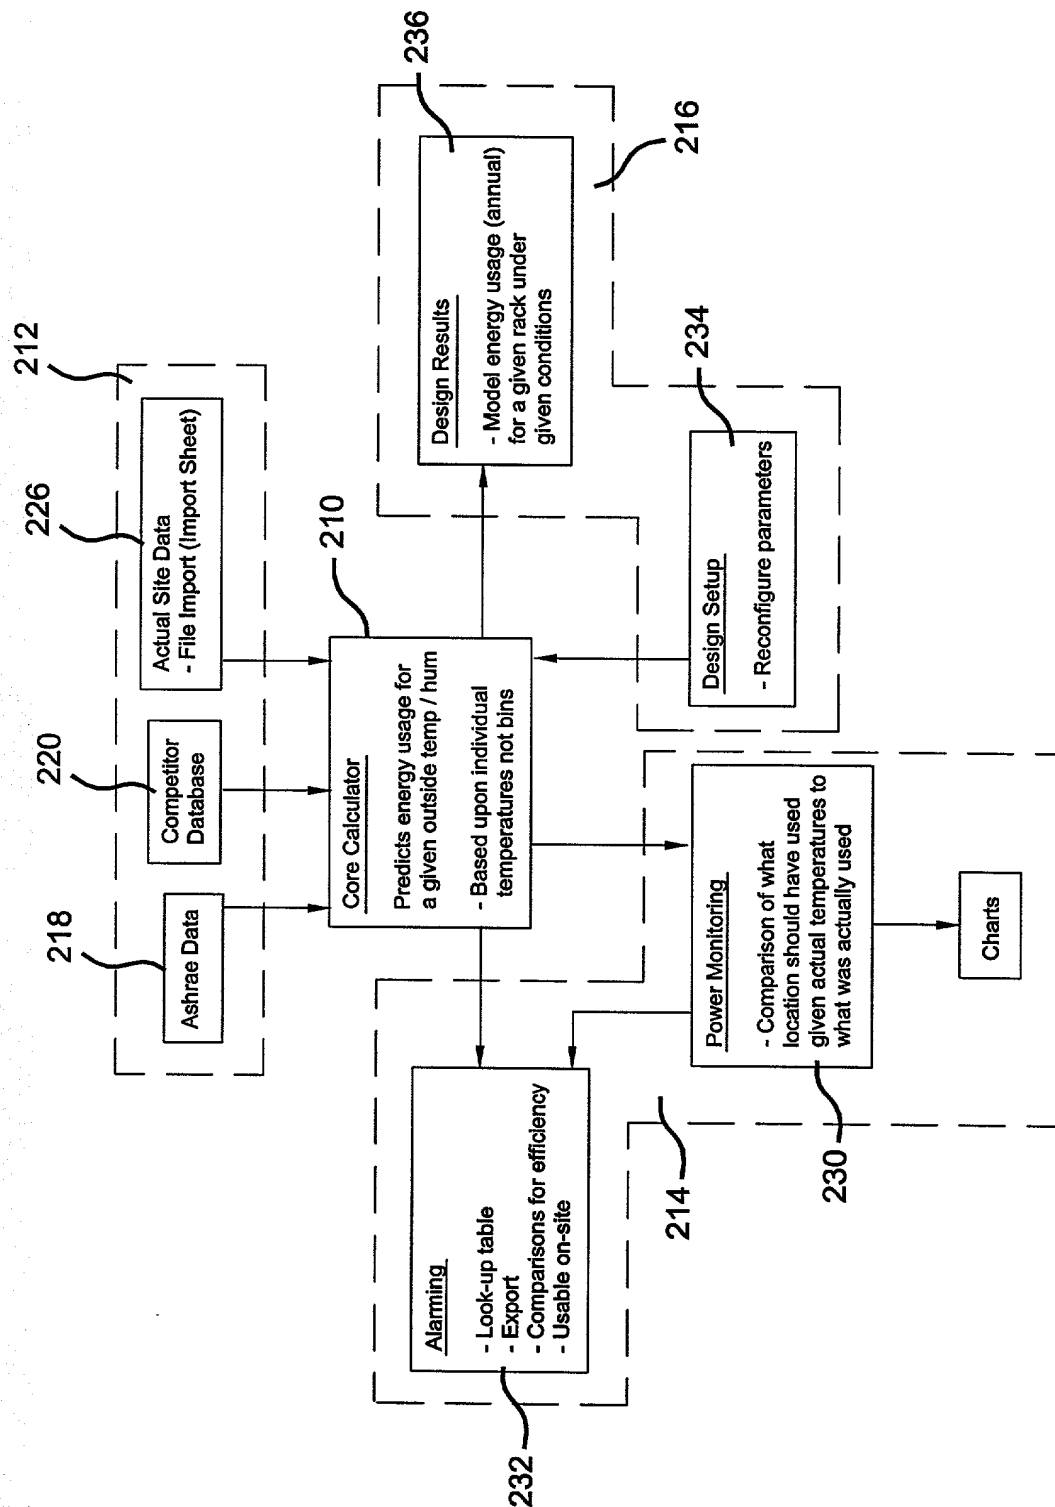 212
218
220
226
Ashrae Data
Competitor
Database
Actual Site Data
- File Import (Import Sheet)
210
Core Calculator
Predicts energy usage for
a given outside temp / hum
- Based upon individual
temperatures not bins
232
Alarming
- Look-up table
- Export
- Comparisons for efficiency
- Usable on-site
236
Design Results
- Model energy usage (annual)
for a given rack under
given conditions
216
214
230
Power Monitoring
- Comparison of what
location should have used
given actual temperatures to
what was actually used
234
Design Setup
- Reconfigure parameters
Charts